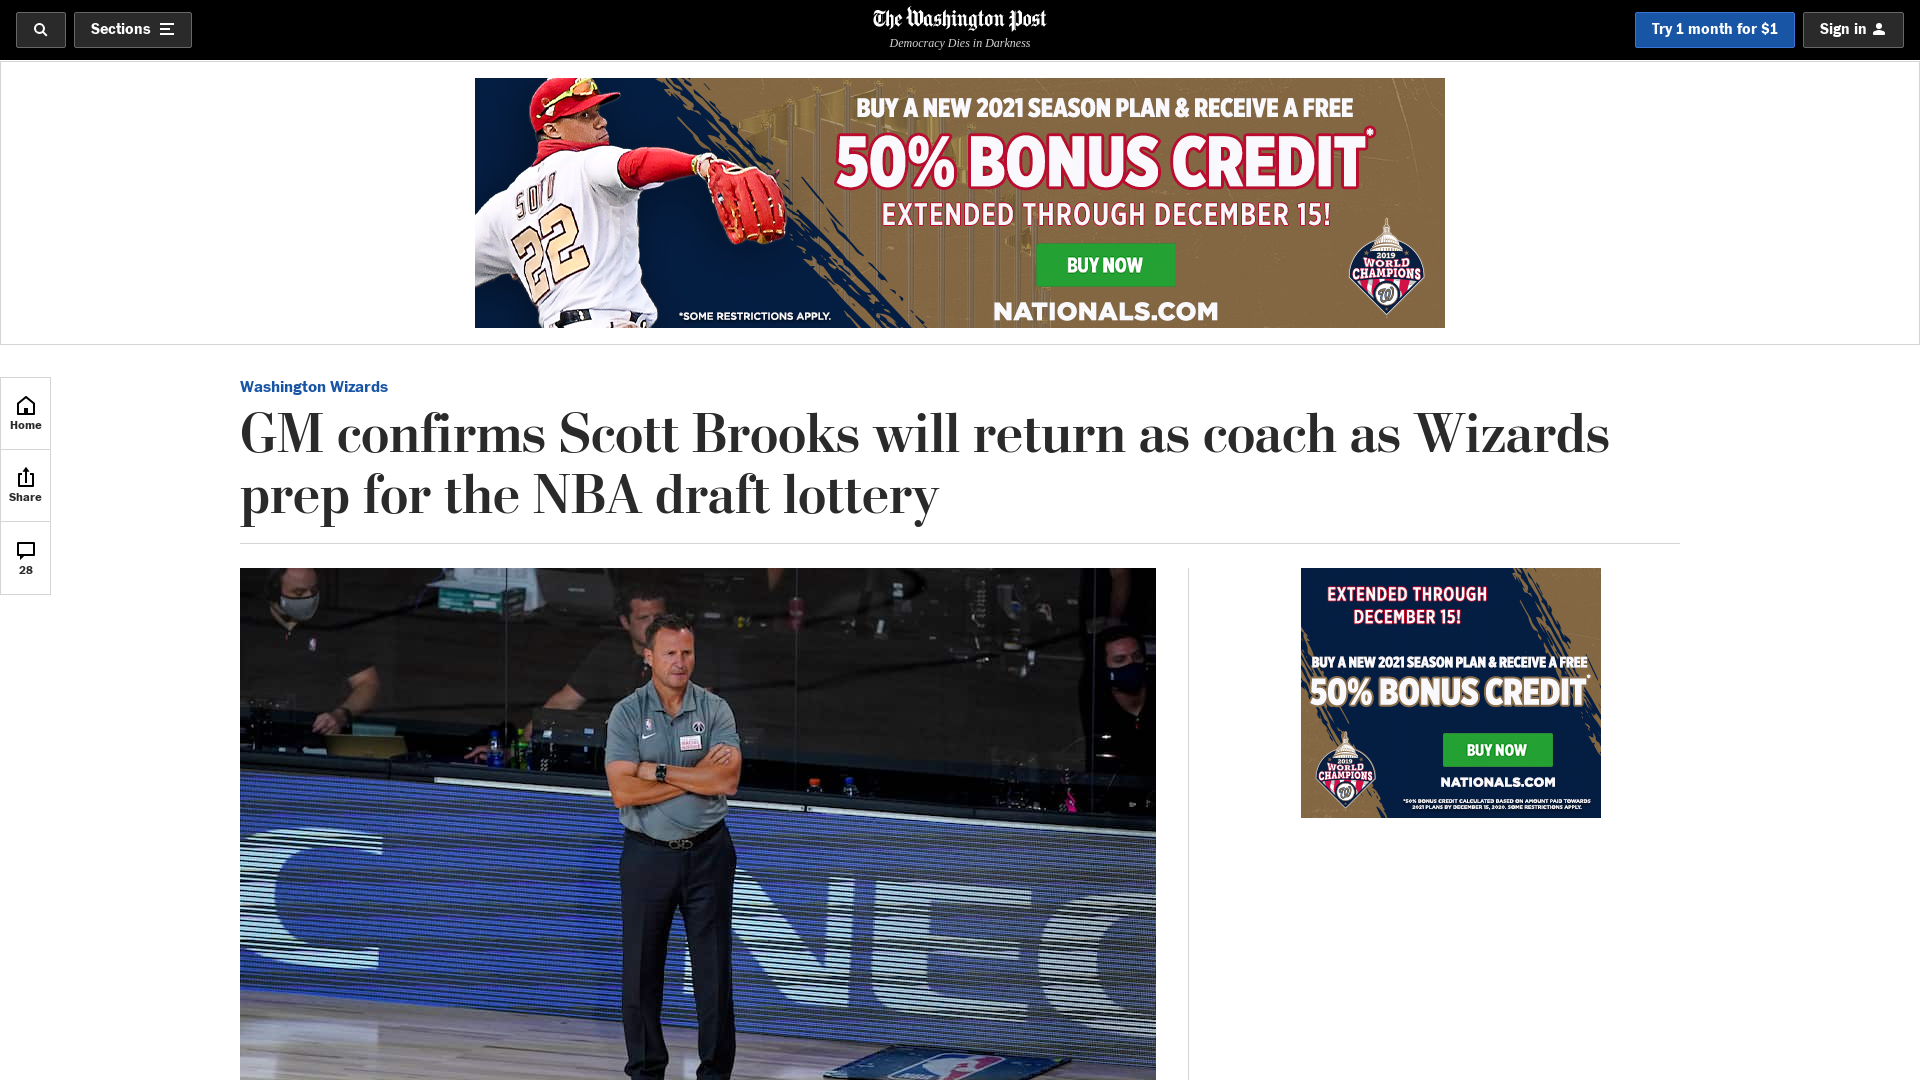 Sections
The Washington Post
Democracy Dies in Darkness
Try 1 month for $1
Sign in
BUY A NEW 2021 SEASON PLAN & RECEIVE A FREE
50% BONUS CREDIT*
EXTENDED THROUGH DECEMBER 15!
BUY NOW
NATIONALS.COM
*SOME RESTRICTIONS APPLY.
SOTO
22
2019
WORLD
CHAMPIONS
W
Home
Share
28
Washington Wizards
GM confirms Scott Brooks will return as coach as Wizards
prep for the NBA draft lottery
NEC
EXTENDED THROUGH
DECEMBER 15!
BUY A NEW 2021 SEASON PLAN & RECEIVE A FREE
50% BONUS CREDIT*
BUY NOW
NATIONALS.COM
2019
WORLD
CHAMPIONS
W
*50% BONUS CREDIT CALCULATED BASED ON AMOUNT PAID TOWARDS
2021 PLANS BY DECEMBER 15, 2020. SOME RESTRICTIONS APPLY.